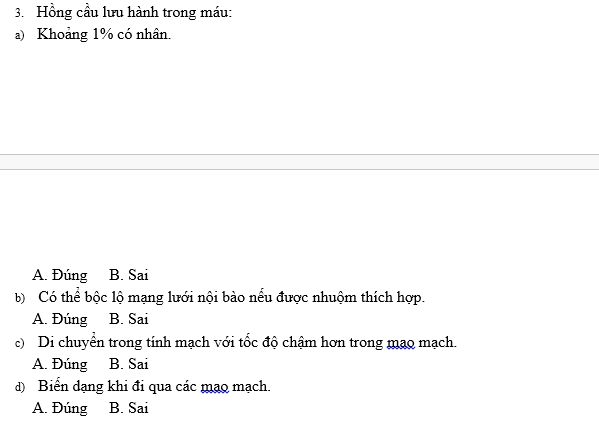 3. Hồng cầu lưu hành trong máu:
a) Khoảng 1% có nhân.
A. Đúng B. Sai
b) Có thể bộc lộ mạng lưới nội bào nếu được nhuộm thích hợp.
A. Đúng B. Sai
c) Di chuyển trong tính mạch với tốc độ chậm hơn trong mao mạch.
A. Đúng B. Sai
d) Biến dạng khi đi qua các mao mạch.
A. Đúng B. Sai